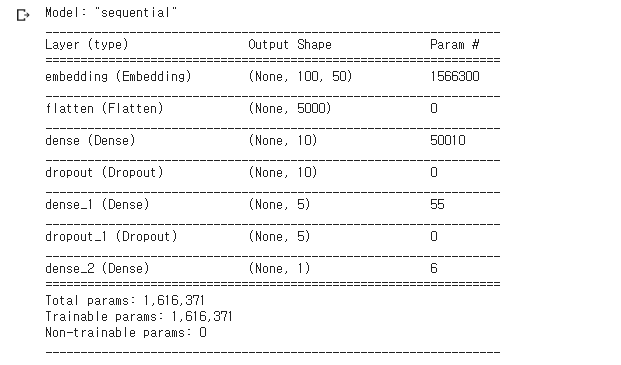 Model: "sequential"
Layer (type) Output Shape Param #
embedding (Embedding) (None, 100, 50) 1566300
flatten (Flatten) (None, 5000) 0
dense (Dense) (None, 10) 50010
dropout (Dropout) (None, 10) 0
dense_1 (Dense) (None, 5) 55
dropout_1 (Dropout) (None, 5) 0
dense_2 (Dense) (None, 1) 6
Total params: 1,616,371
Trainable params: 1,616,371
Non-trainable params: 0